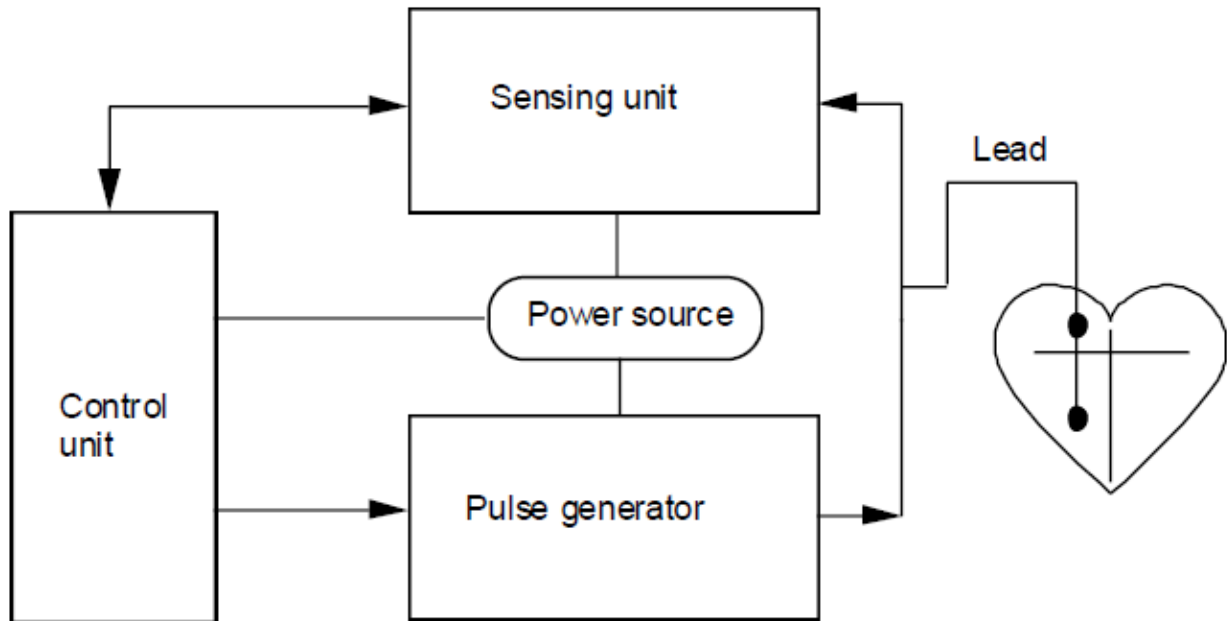 Sensing unit
Lead
Power source
Control
unit
Pulse generator